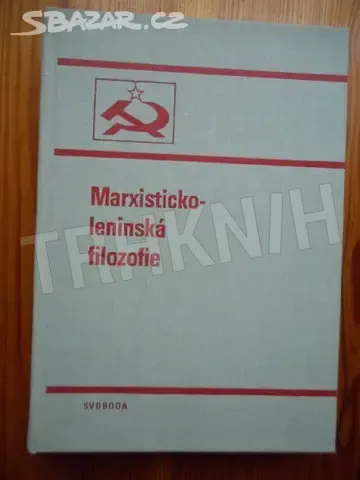 SBAZAR.CZ
Marxisticko-
leninská
filozofie
TRHKNIH
SVOBODA